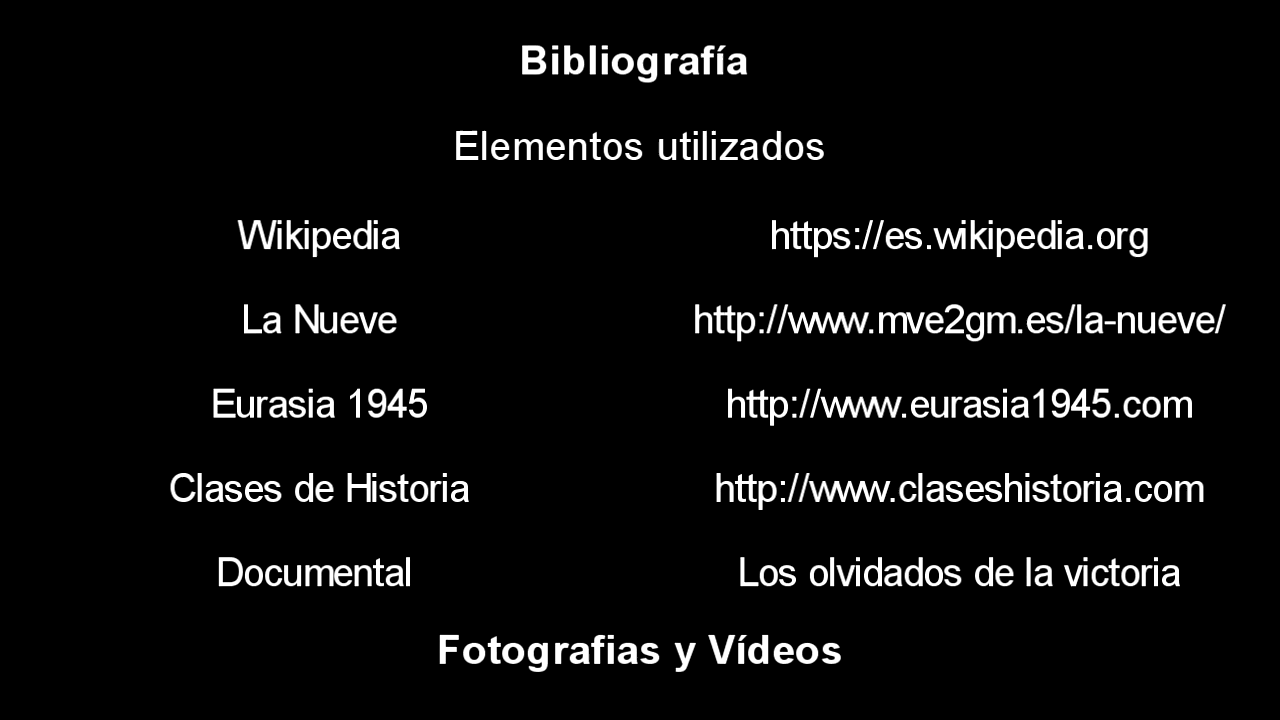 Bibliografía
Elementos utilizados
Wikipedia https://es.wikipedia.org
La Nueve http://www.mve2gm.es/la-nueve/
Eurasia 1945 http://www.eurasia1945.com
Clases de Historia http://www.claseshistoria.com
Documental Los olvidados de la victoria
Fotografias y Vídeos